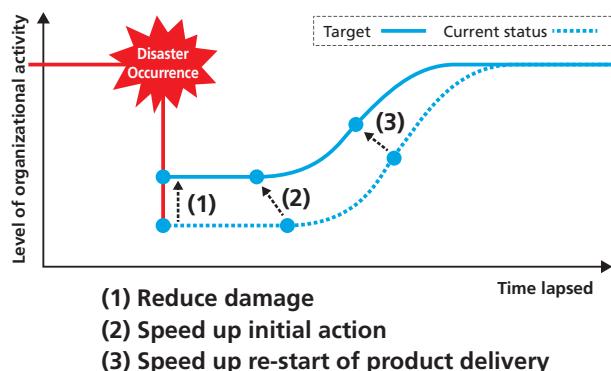 Target
Current status
Disaster
Occurrence
Level of organizational activity
(1)
(2)
(3)
Time lapsed
(1) Reduce damage
(2) Speed up initial action
(3) Speed up re-start of product delivery